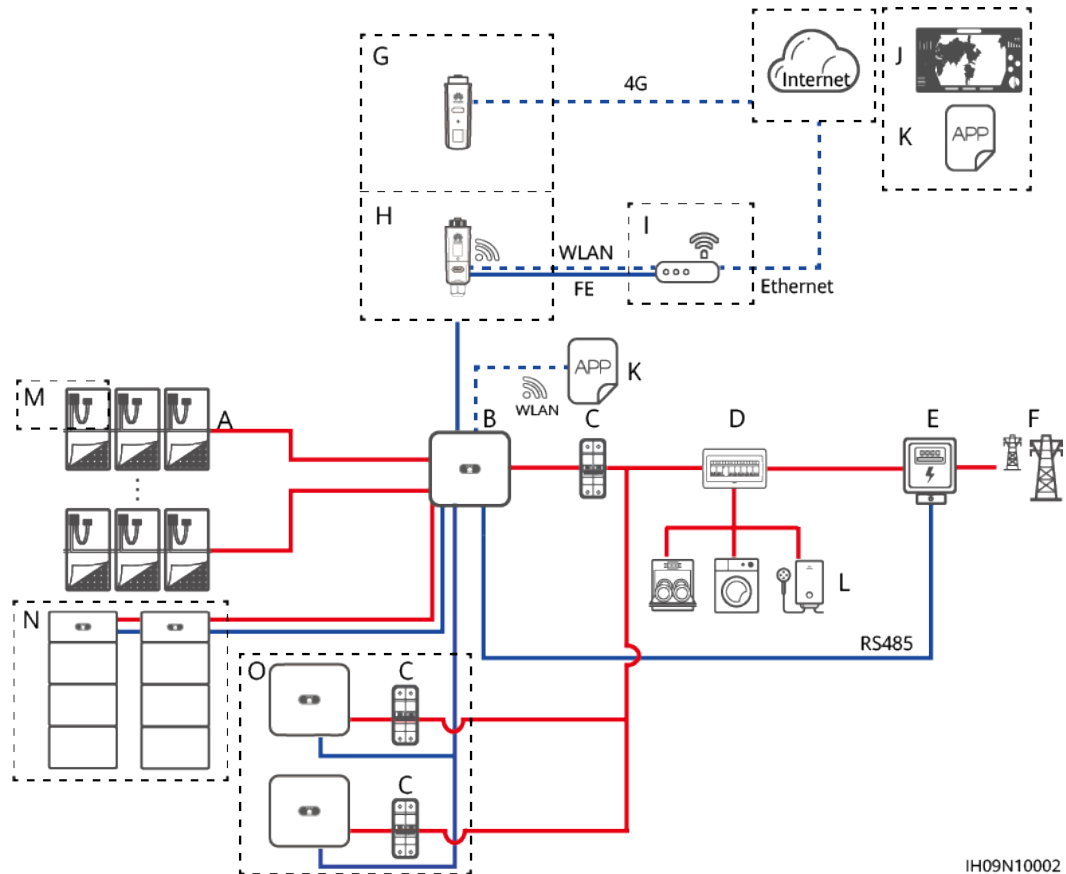 G
4G
Internet
J
K
APP
H
I
WLAN
FE
Ethernet
APP
K
WLAN
M
A
B
C
D
E
F
L
N
RS485
O
C
C
IH09N10002